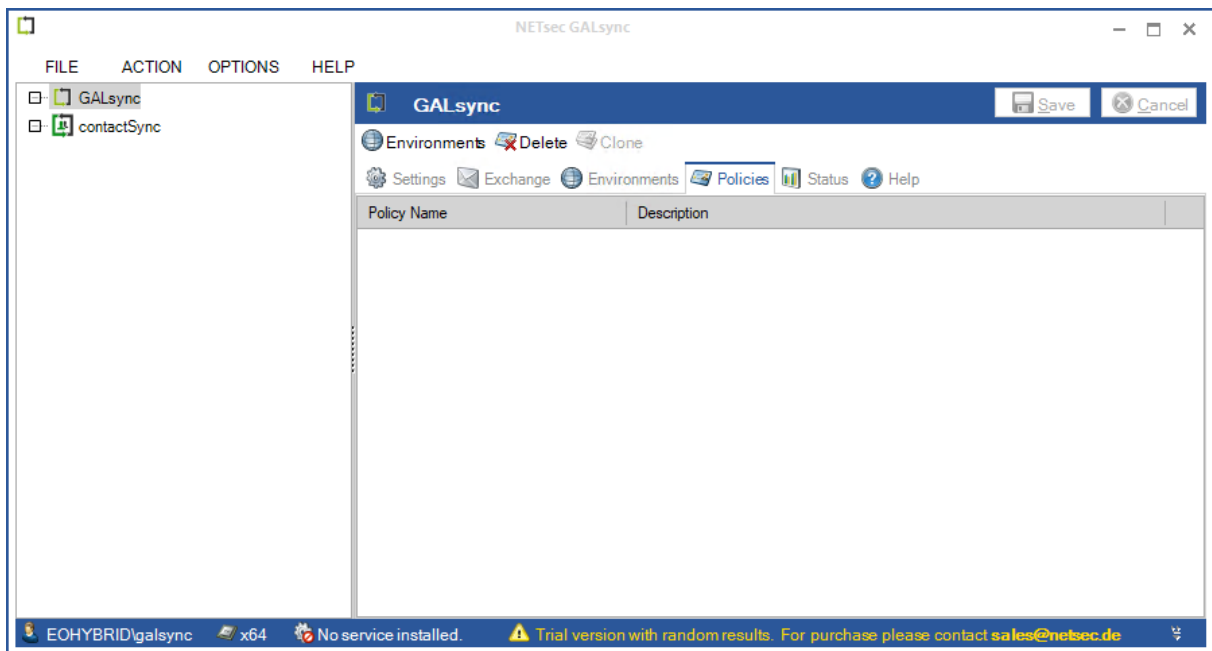 NETsec GALsync
FILE ACTION OPTIONS HELP
GALsync
contactSync
GALsync
Save Cancel
Environments Delete Clone
Settings Exchange Environments Policies Status Help
Policy Name Description
EOHYBRID\galsync x64 No service installed. Trial version with random results. For purchase please contact sales@netsec.de